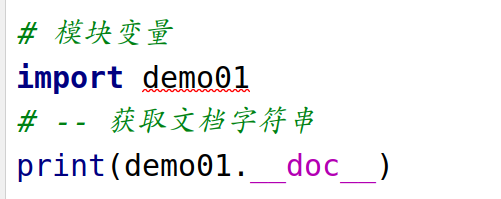 # 模块变量
import demo01
# -- 获取文档字符串
print(demo01.__doc__)